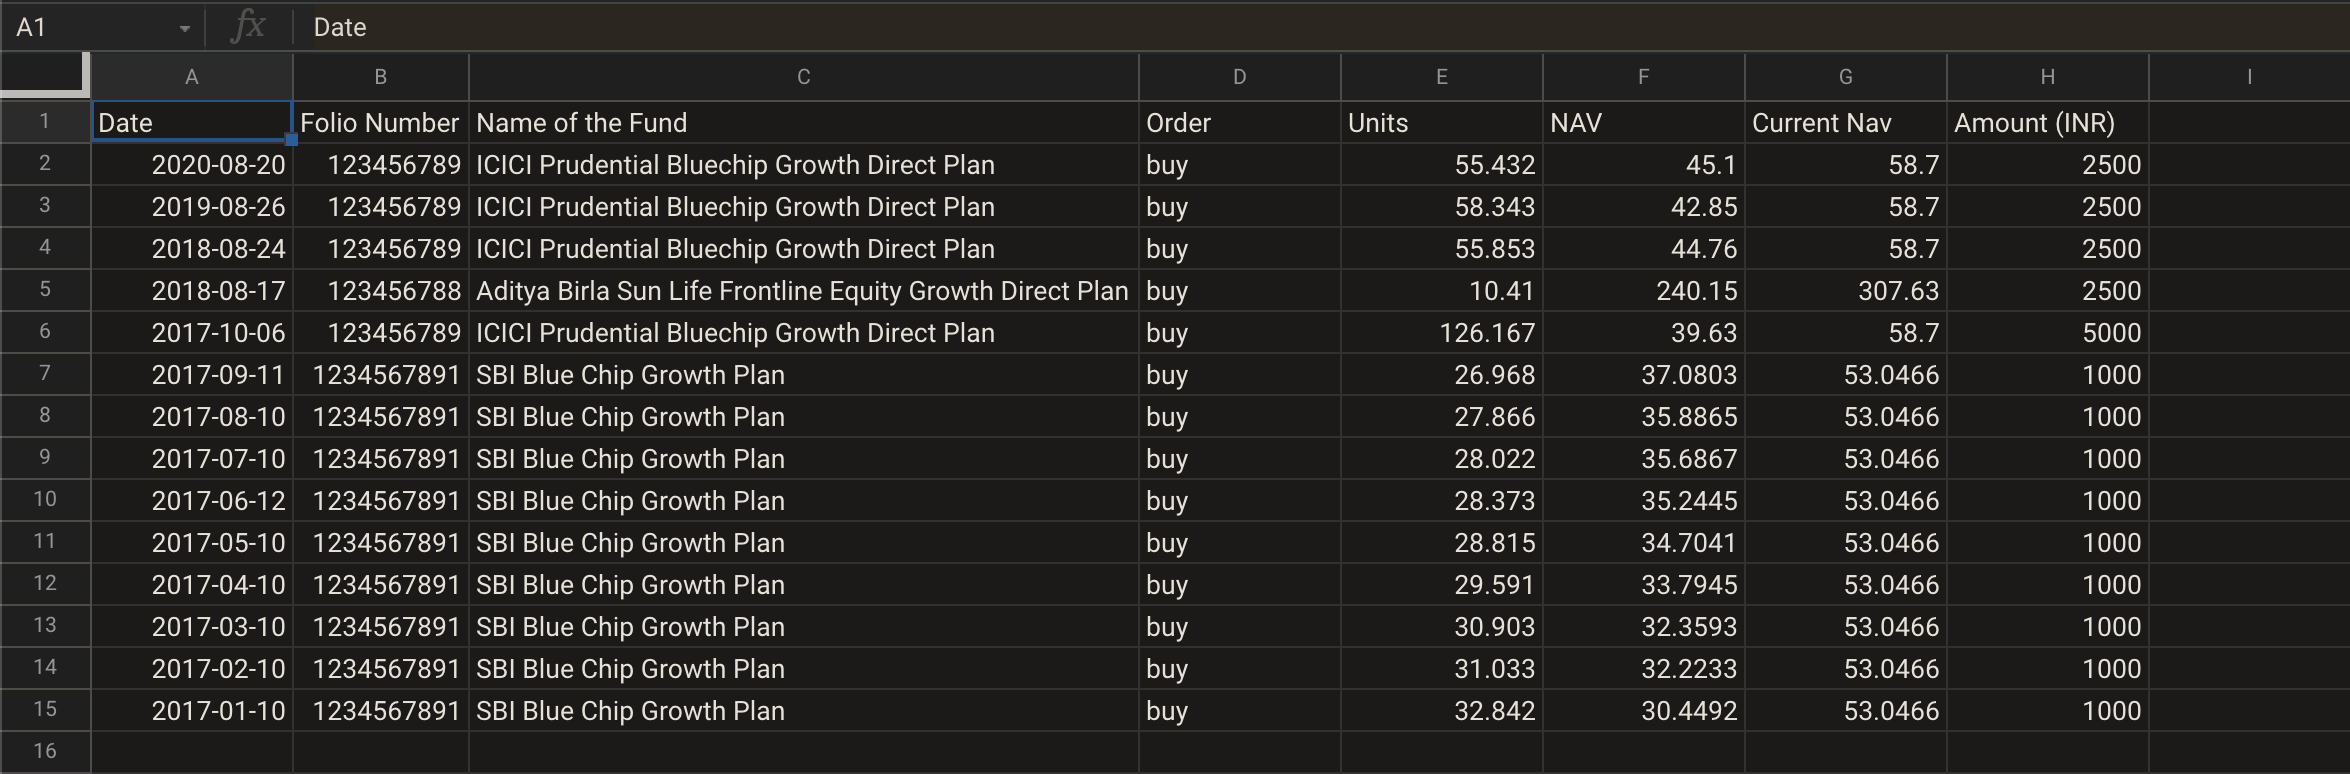 A1 fx Date
A B C D E F G H I
1 Date Folio Number Name of the Fund Order Units NAV Current Nav Amount (INR)
2 2020-08-20 123456789 ICICI Prudential Bluechip Growth Direct Plan buy 55.432 45.1 58.7 2500
3 2019-08-26 123456789 ICICI Prudential Bluechip Growth Direct Plan buy 58.343 42.85 58.7 2500
4 2018-08-24 123456789 ICICI Prudential Bluechip Growth Direct Plan buy 55.853 44.76 58.7 2500
5 2018-08-17 123456788 Aditya Birla Sun Life Frontline Equity Growth Direct Plan buy 10.41 240.15 307.63 2500
6 2017-10-06 123456789 ICICI Prudential Bluechip Growth Direct Plan buy 126.167 39.63 58.7 5000
7 2017-09-11 1234567891 SBI Blue Chip Growth Plan buy 26.968 37.0803 53.0466 1000
8 2017-08-10 1234567891 SBI Blue Chip Growth Plan buy 27.866 35.8865 53.0466 1000
9 2017-07-10 1234567891 SBI Blue Chip Growth Plan buy 28.022 35.6867 53.0466 1000
10 2017-06-12 1234567891 SBI Blue Chip Growth Plan buy 28.373 35.2445 53.0466 1000
11 2017-05-10 1234567891 SBI Blue Chip Growth Plan buy 28.815 34.7041 53.0466 1000
12 2017-04-10 1234567891 SBI Blue Chip Growth Plan buy 29.591 33.7945 53.0466 1000
13 2017-03-10 1234567891 SBI Blue Chip Growth Plan buy 30.903 32.3593 53.0466 1000
14 2017-02-10 1234567891 SBI Blue Chip Growth Plan buy 31.033 32.2233 53.0466 1000
15 2017-01-10 1234567891 SBI Blue Chip Growth Plan buy 32.842 30.4492 53.0466 1000
16